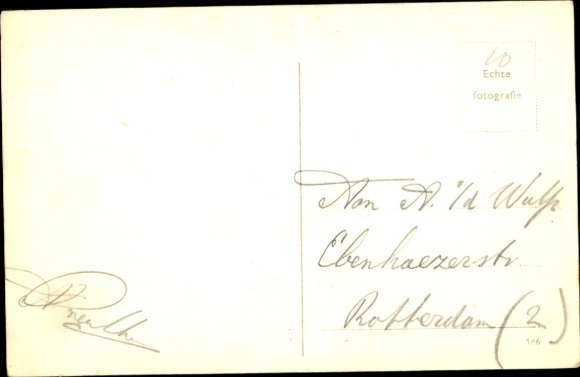 10
Echte
fotografie
Aan A. v/d Wulp
Ebenhaezerstr.
Rotterdam (2)
146